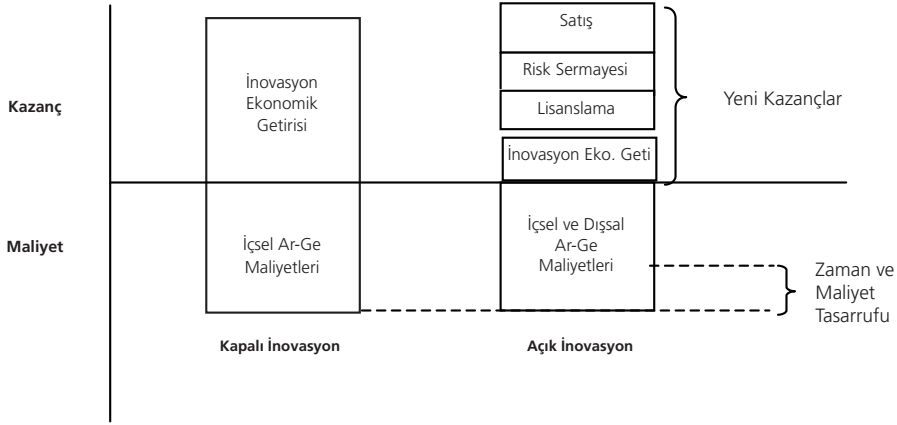 Kazanç
İnovasyon
Ekonomik
Getirisi
Satış
Risk Sermayesi
Lisanslama
İnovasyon Eko. Geti
Yeni Kazançlar
Maliyet
İçsel Ar-Ge
Maliyetleri
İçsel ve Dışsal
Ar-Ge
Maliyetleri
Zaman ve
Maliyet
Tasarrufu
Kapalı İnovasyon
Açık İnovasyon